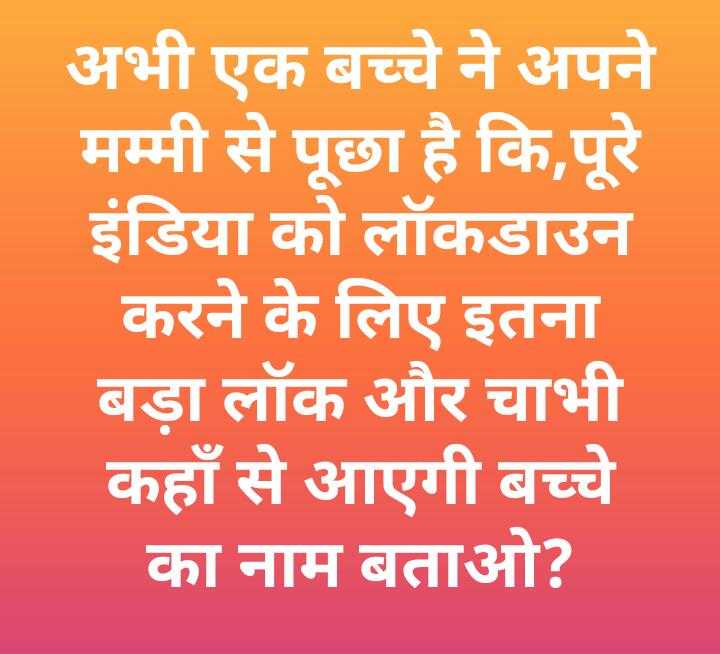 अभी एक बच्चे ने अपने
मम्मी से पूछा है कि,पूरे
इंडिया को लॉकडाउन
करने के लिए इतना
बड़ा लॉक और चाभी
कहाँ से आएगी बच्चे
का नाम बताओ?